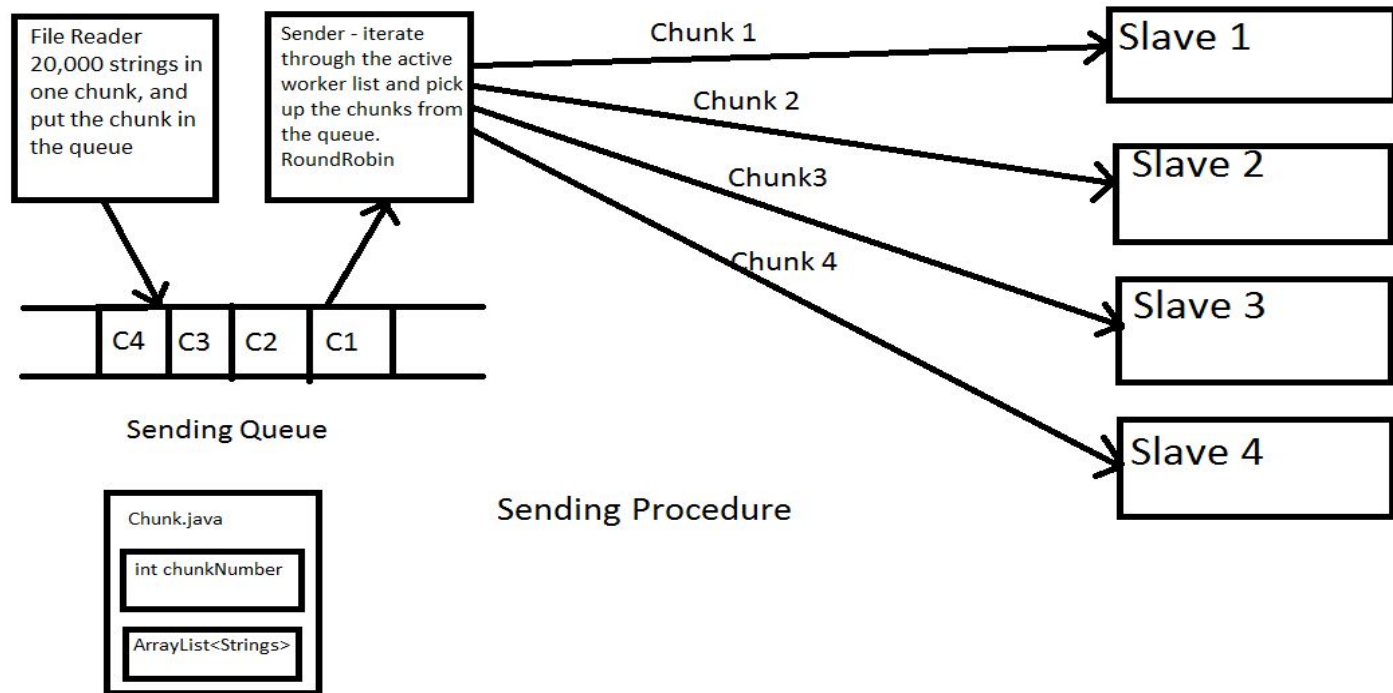 File Reader
20,000 strings in
one chunk, and
put the chunk in
the queue
Sender - iterate
through the active
worker list and pick
up the chunks from
the queue.
RoundRobin
Chunk 1
Chunk 2
Chunk3
Chunk 4
Slave 1
Slave 2
Slave 3
Slave 4
C4
C3
C2
C1
Sending Queue
Sending Procedure
Chunk.java
int chunkNumber
ArrayList<Strings>